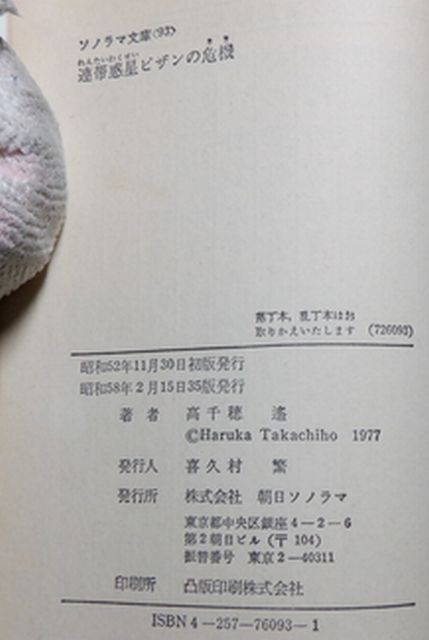 ソノラマ文庫〈93〉
れんたいわくせい　きき
連帯惑星ピザンの危機
落丁本、乱丁本はお
取りかえいたします (726093)
昭和52年11月30日初版発行
昭和58年2月15日35版発行
著者 高千穂 遙
©Haruka Takachiho 1977
発行人 喜久村 繁
発行所 株式会社 朝日ソノラマ
東京都中央区銀座4－2－6
第2朝日ビル (〒104)
振替番号 東京2－40311
印刷所 凸版印刷株式会社
ISBN4－257－76093－1